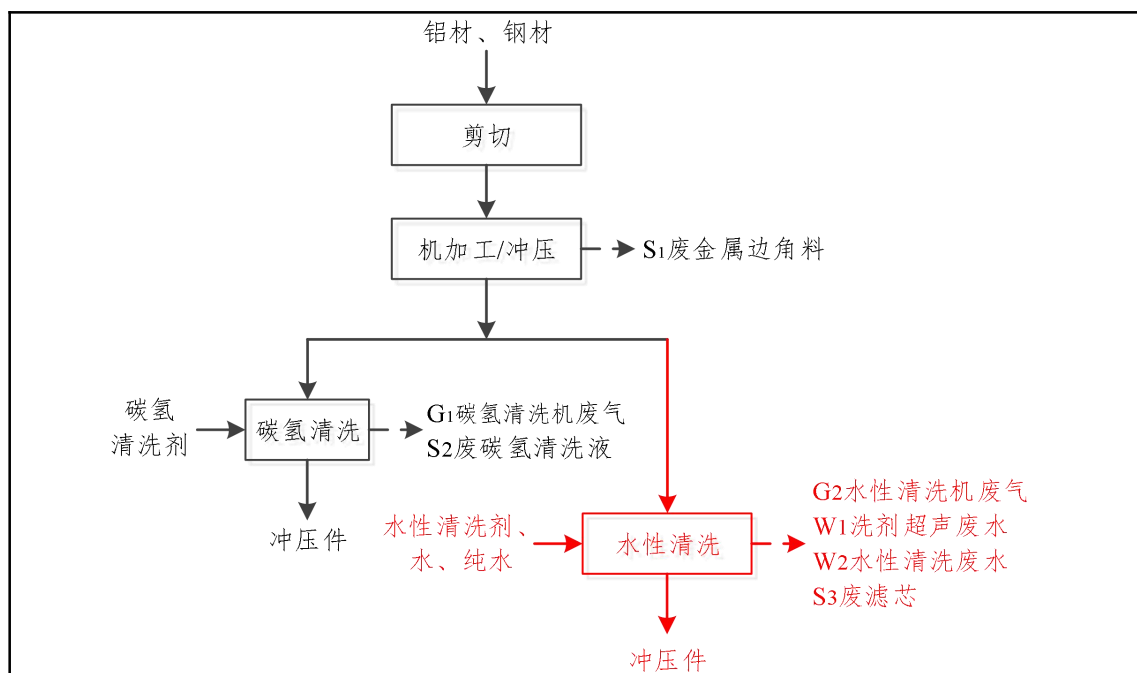 铝材、钢材
剪切
机加工/冲压
S1废金属边角料
碳氢
清洗剂
碳氢清洗
G1碳氢清洗机废气
S2废碳氢清洗液
冲压件
水性清洗剂、
水、纯水
水性清洗
G2水性清洗机废气
W1洗剂超声废水
W2水性清洗废水
S3废滤芯
冲压件